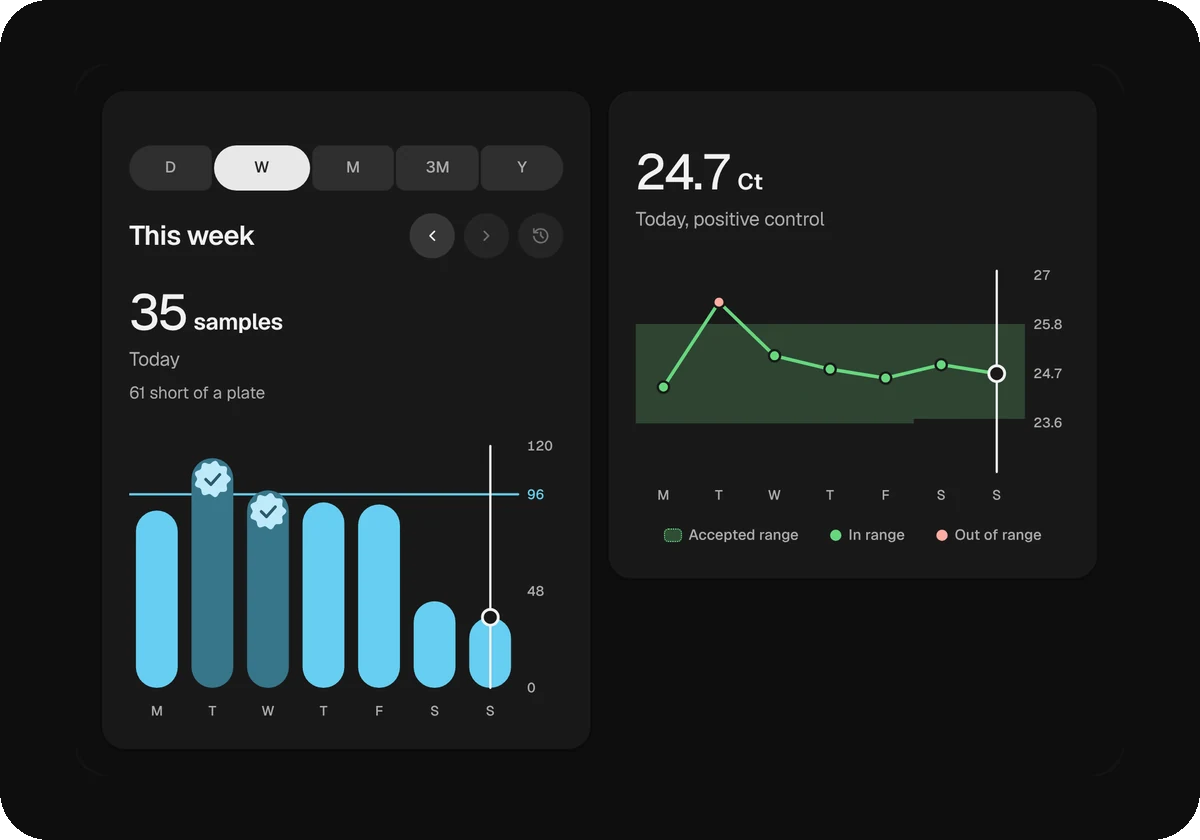 D W M 3M Y
This week
35 samples
Today
61 short of a plate
120
96
48
0
M T W T F S S
24.7 Ct
Today, positive control
27
25.8
24.7
23.6
M T W T F S S
Accepted range In range Out of range